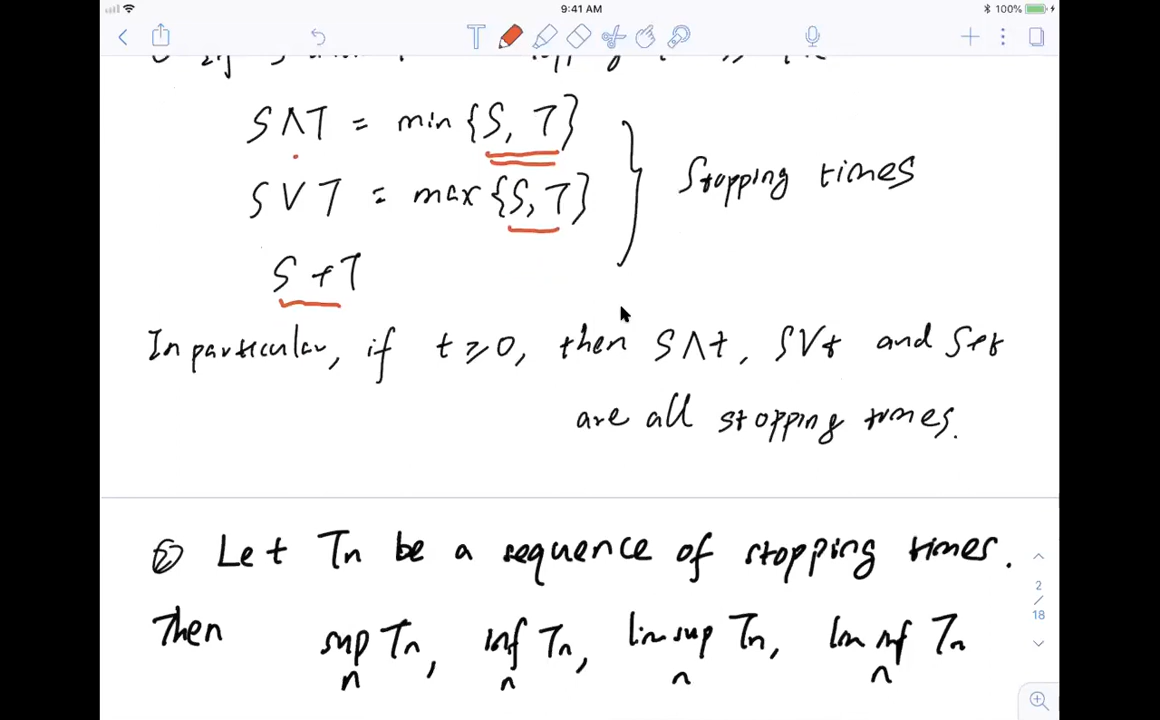 9:41 AM
100%
S ∧ T = min {S, T}
S ∨ T = max {S, T}
Stopping times
S + T
In particular, if t ⩾ 0, then S ∧ t, S ∨ t and S + t
are all stopping times.
② Let Tn be a sequence of stopping times.
Then sup Tn, inf Tn, lim sup Tn, lim inf Tn
n n n n
2
/
18